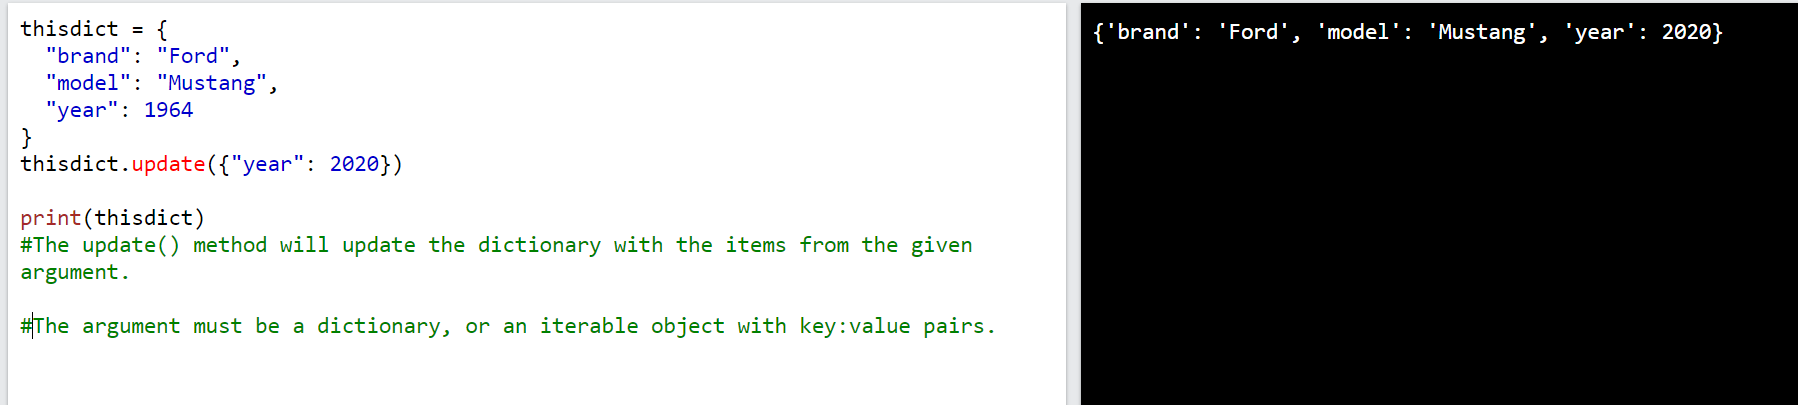 thisdict = {
  "brand": "Ford",
  "model": "Mustang",
  "year": 1964
}
thisdict.update({"year": 2020})
print(thisdict)
#The update() method will update the dictionary with the items from the given
argument.
#The argument must be a dictionary, or an iterable object with key:value pairs.
{'brand': 'Ford', 'model': 'Mustang', 'year': 2020}